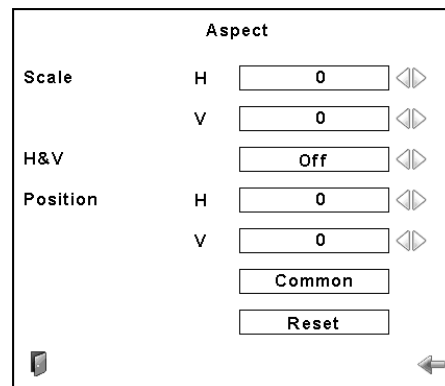 Aspect
Scale H 0
V 0
H&V Off
Position H 0
V 0
Common
Reset